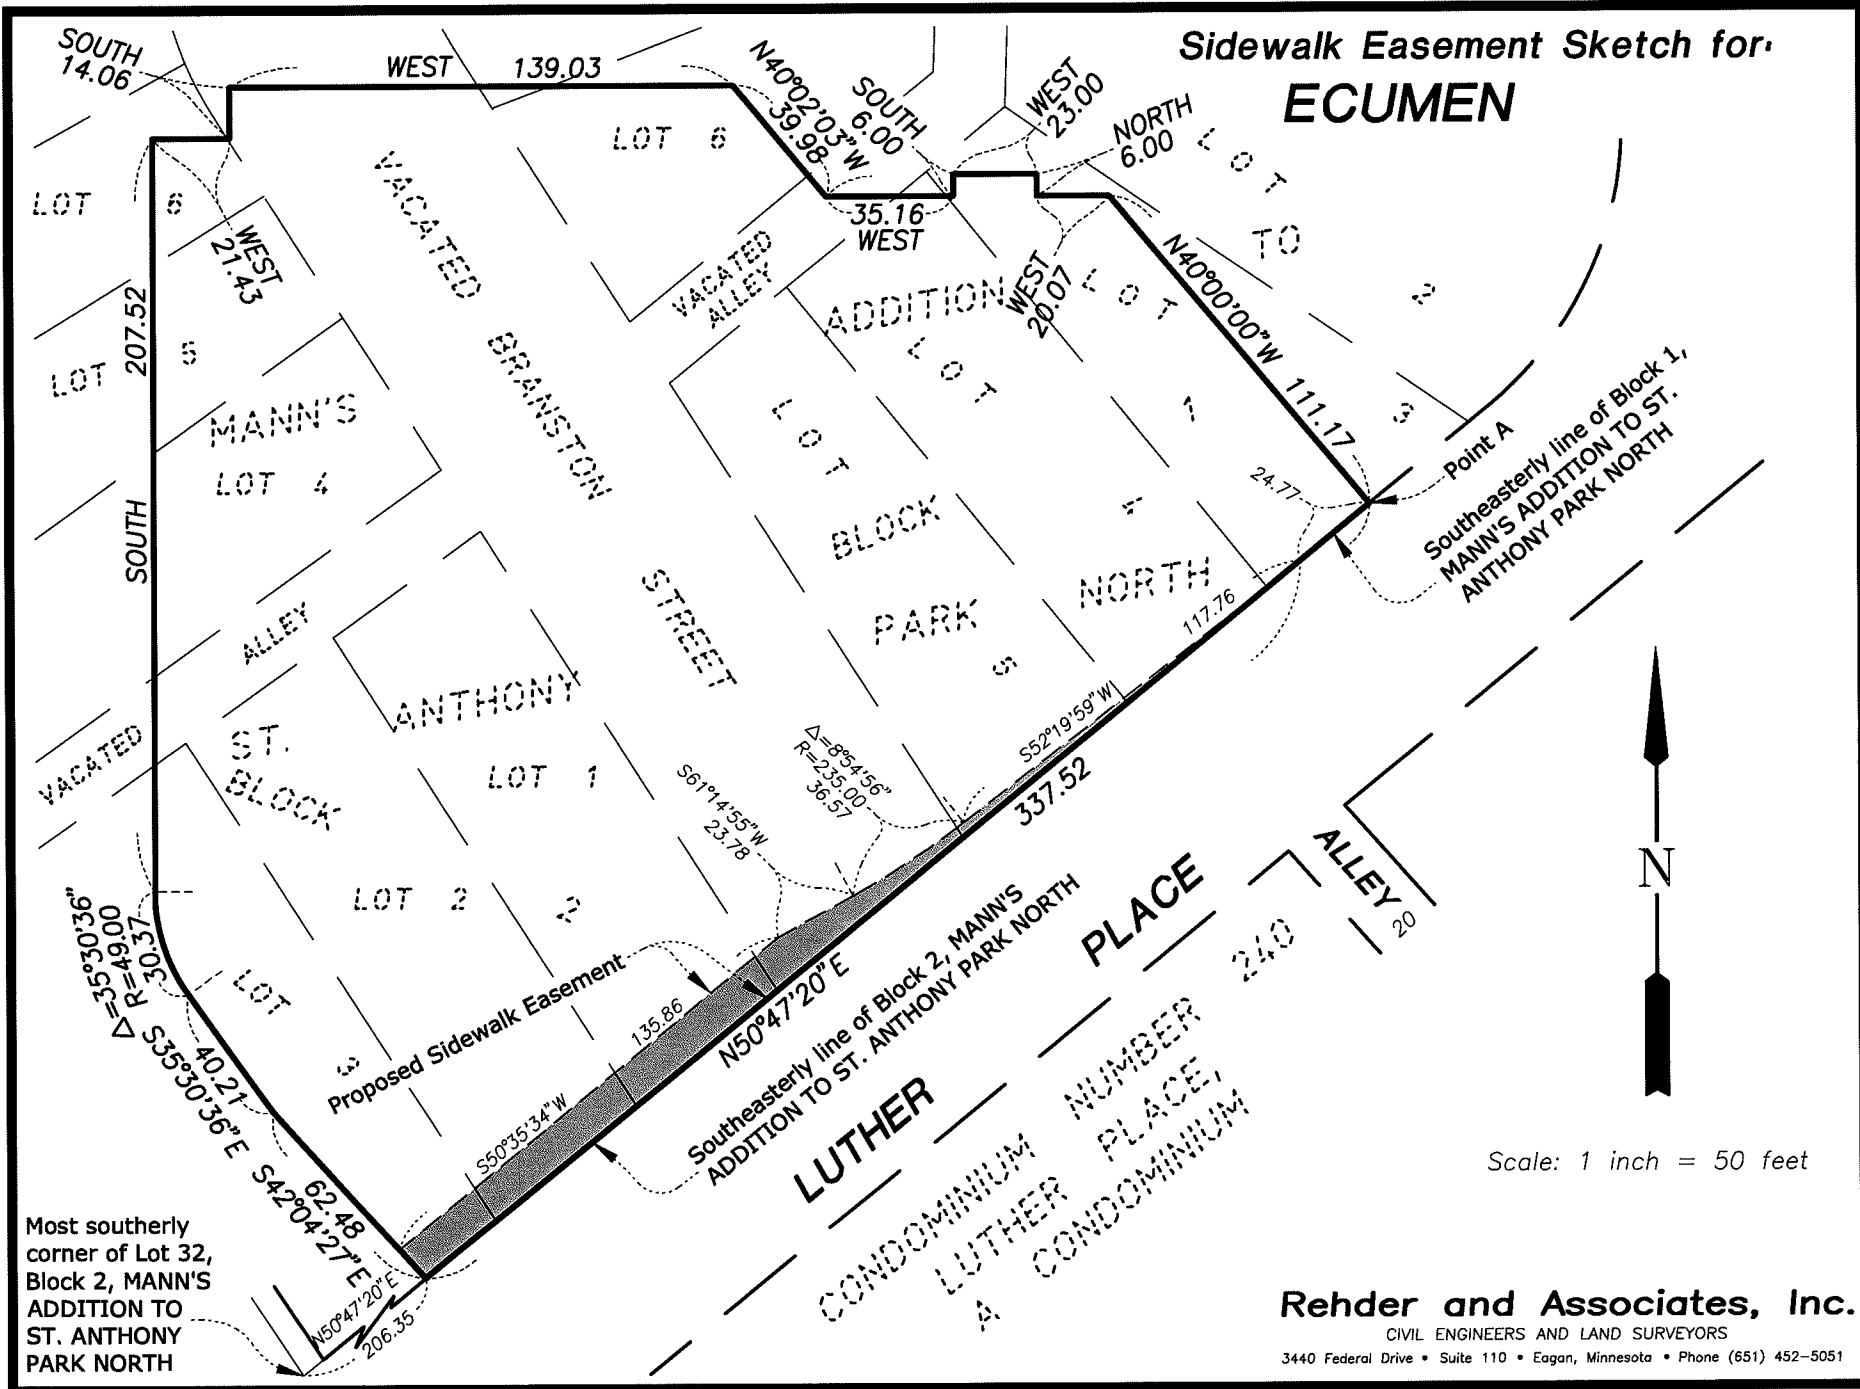 Sidewalk Easement Sketch for:
ECUMEN
SOUTH
14.06
WEST 139.03
N40°02'03"W
39.98
SOUTH
6.00
WEST
23.00
NORTH
6.00
LOT 6
LOT 6
WEST
21.43
35.16
WEST
WEST
20.07
N40°00'00"W 111.17
LOT
TO
2
3
VACATED
BRANSTON
STREET
VACATED
ALLEY
ADDITION
LOT
LOT
LOT
1
4
5
SOUTH 207.52
LOT 5
MANN'S
LOT 4
BLOCK
PARK
NORTH
24.77
117.76
Point A
Southeasterly line of Block 1,
MANN'S ADDITION TO ST.
ANTHONY PARK NORTH
ALLEY
VACATED
ST.
BLOCK
ANTHONY
LOT 1
LOT 2
2
LOT
3
S61°14'55"W
23.78
Δ=8°54'56"
R=235.00
36.57
S52°19'59"W
337.52
Δ=35°30'36"
R=49.00
30.37
40.21
S35°30'36"E
62.48
S42°04'27"E
Proposed Sidewalk Easement
135.86
S50°35'34"W
N50°47'20"E
Southeasterly line of Block 2, MANN'S
ADDITION TO ST. ANTHONY PARK NORTH
LUTHER PLACE
ALLEY
20
CONDOMINIUM NUMBER 240
LUTHER PLACE,
A CONDOMINIUM
N
Scale: 1 inch = 50 feet
Most southerly
corner of Lot 32,
Block 2, MANN'S
ADDITION TO
ST. ANTHONY
PARK NORTH
N50°47'20"E
206.35
Rehder and Associates, Inc.
CIVIL ENGINEERS AND LAND SURVEYORS
3440 Federal Drive • Suite 110 • Eagan, Minnesota • Phone (651) 452-5051